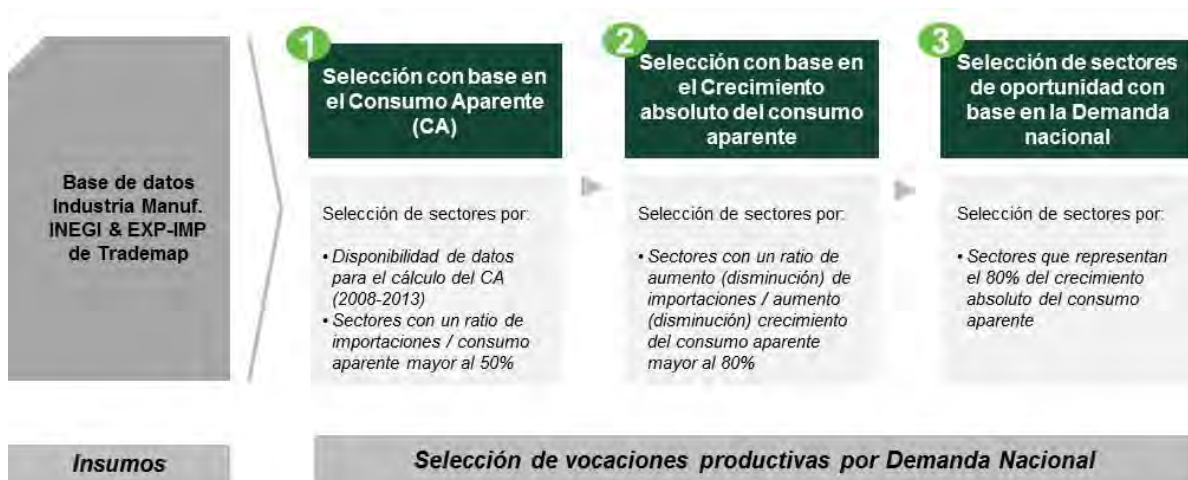 Base de datos
Industria Manuf.
INEGI & EXP-IMP
de Trademap
Insumos
1
Selección con base en
el Consumo Aparente
(CA)
Selección de sectores por:
• Disponibilidad de datos
para el cálculo del CA
(2008-2013)
• Sectores con un ratio de
importaciones / consumo
aparente mayor al 50%
2
Selección con base en
el Crecimiento
absoluto del consumo
aparente
Selección de sectores por:
• Sectores con un ratio de
aumento (disminución) de
importaciones / aumento
(disminución) crecimiento
del consumo aparente
mayor al 80%
3
Selección de sectores
de oportunidad con
base en la Demanda
nacional
Selección de sectores por:
• Sectores que representan
el 80% del crecimiento
absoluto del consumo
aparente
Selección de vocaciones productivas por Demanda Nacional